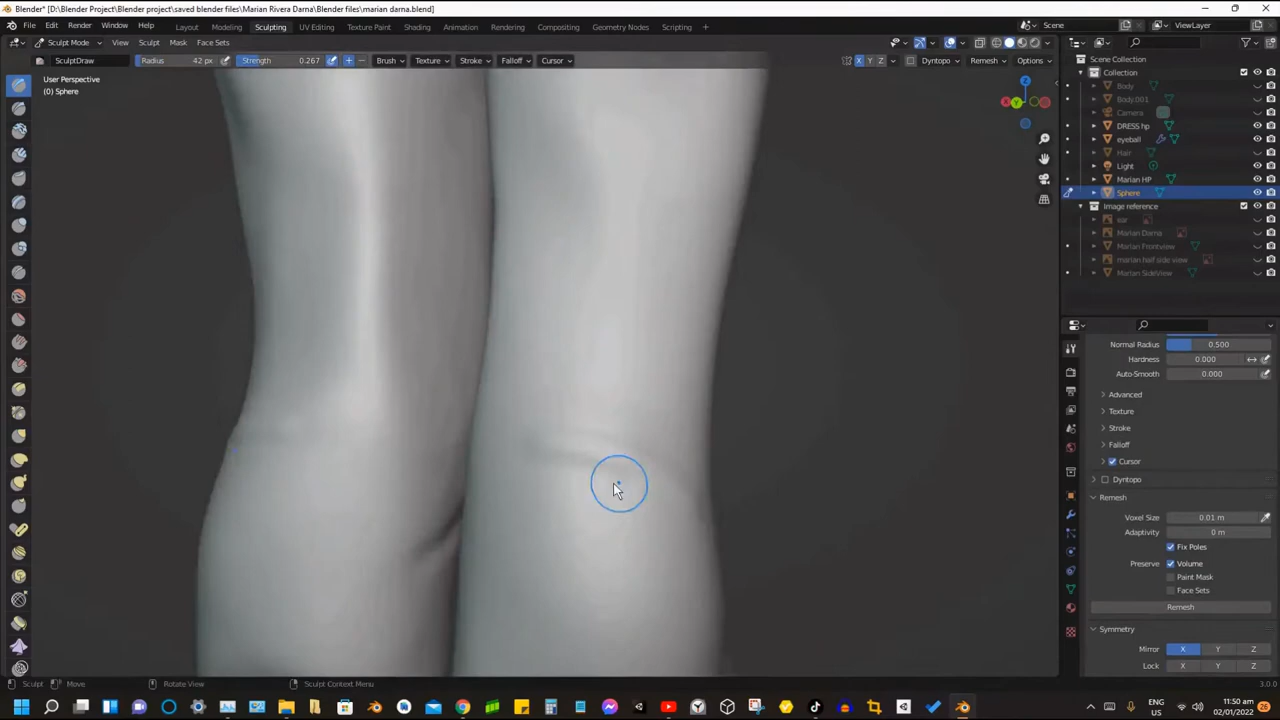 Blender* [D:\Blender Project\Blender project\saved blender files\Marian Rivera Darna\Blender files\marian darna.blend]
File Edit Render Window Help Layout Modeling Sculpting UV Editing Texture Paint Shading Animation Rendering Compositing Geometry Nodes Scripting + Scene ViewLayer
Sculpt Mode View Sculpt Mask Face Sets
SculptDraw Radius 42 px Strength 0.267 Brush Texture Stroke Falloff Cursor X Y Z Dyntopo Remesh Options
User Perspective
(0) Sphere
Z
X Y
Scene Collection
Collection
Body
Body.001
Camera
DRESS hp
eyeball
Hair
Light
Marian HP
Sphere
Image reference
ear
Marian Darna
Marian Frontview
marian half side view
Marian SideView
Normal Radius 0.500
Hardness 0.000
Auto-Smooth 0.000
Advanced
Texture
Stroke
Falloff
Cursor
Dyntopo
Remesh
Voxel Size 0.01 m
Adaptivity 0 m
Fix Poles
Preserve Volume
Paint Mask
Face Sets
Remesh
Symmetry
Mirror X Y Z
Lock X Y Z
Sculpt Move Rotate View Sculpt Context Menu 3.0.0
ENG 11:50 am
PH 02/01/2022 26